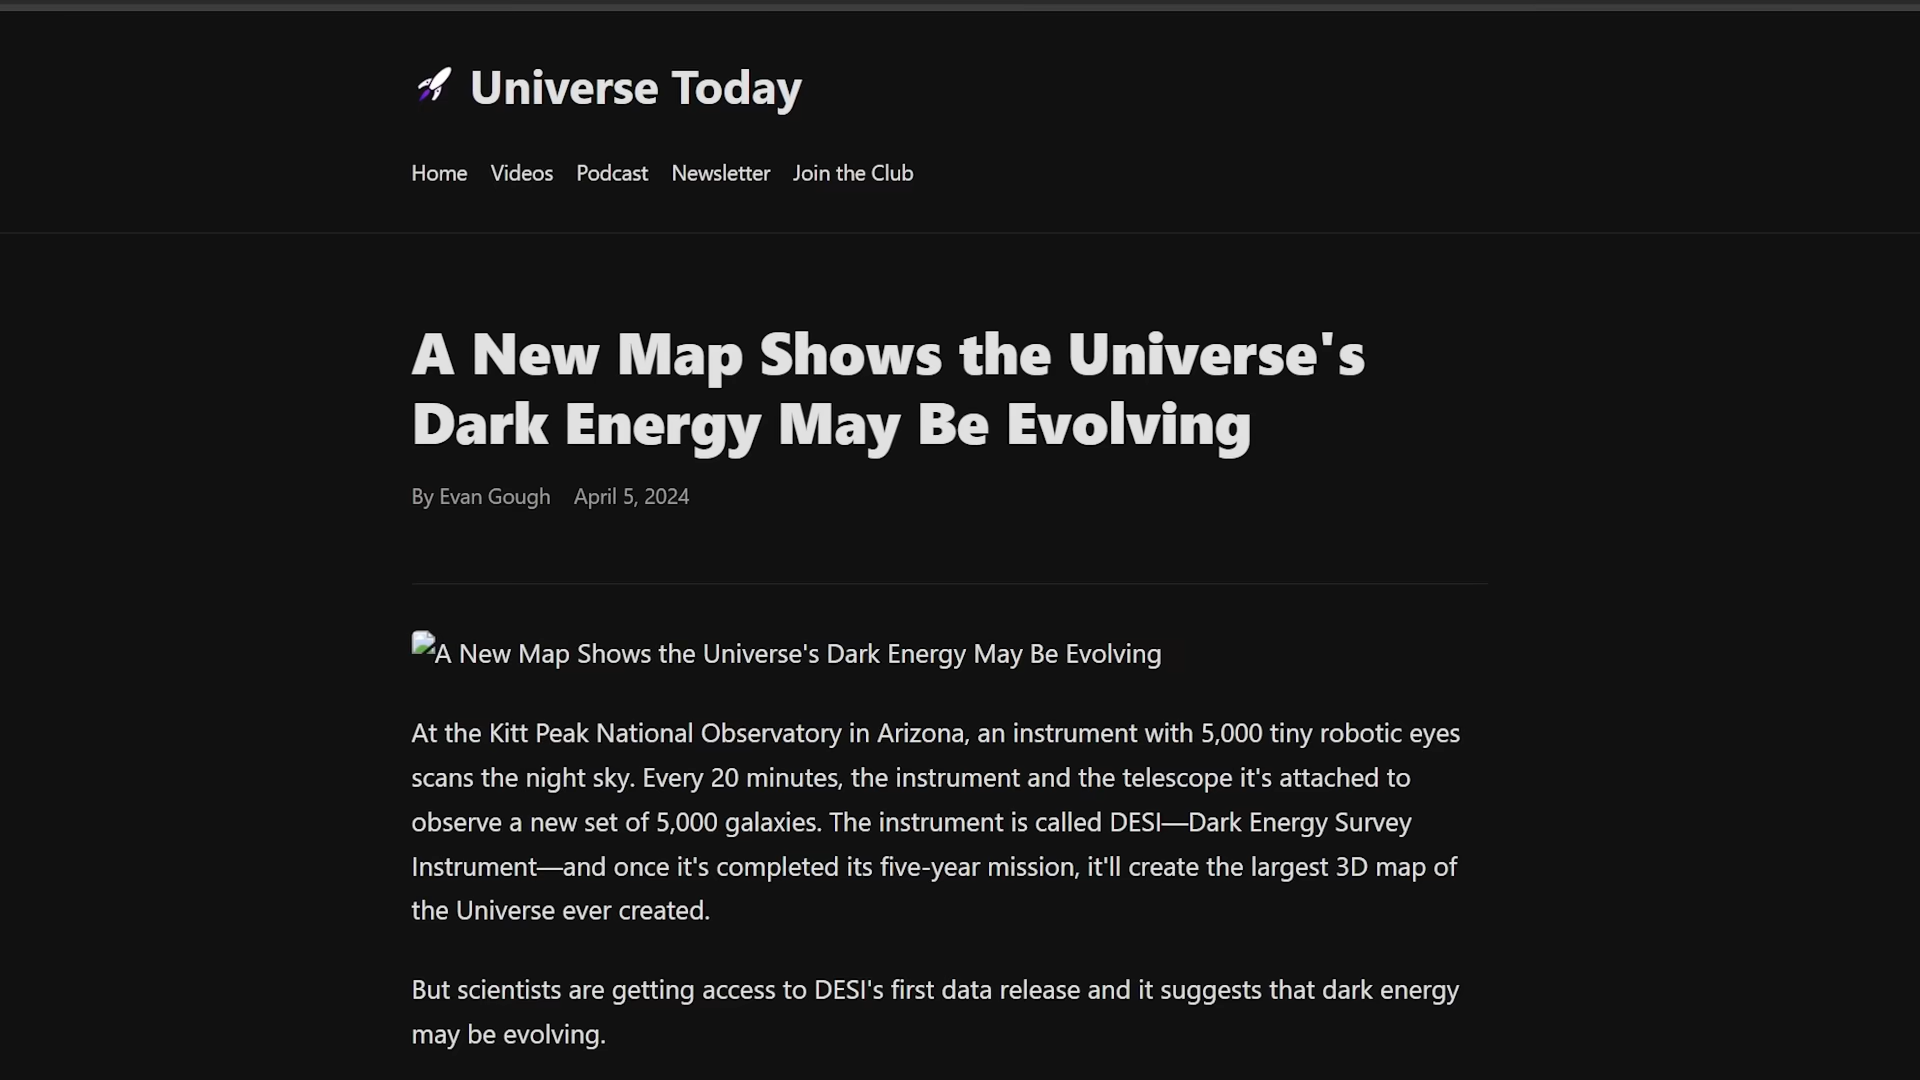 Universe Today
Home Videos Podcast Newsletter Join the Club
A New Map Shows the Universe's
Dark Energy May Be Evolving
By Evan Gough April 5, 2024
A New Map Shows the Universe's Dark Energy May Be Evolving
At the Kitt Peak National Observatory in Arizona, an instrument with 5,000 tiny robotic eyes
scans the night sky. Every 20 minutes, the instrument and the telescope it's attached to
observe a new set of 5,000 galaxies. The instrument is called DESI—Dark Energy Survey
Instrument—and once it's completed its five-year mission, it'll create the largest 3D map of
the Universe ever created.
But scientists are getting access to DESI's first data release and it suggests that dark energy
may be evolving.